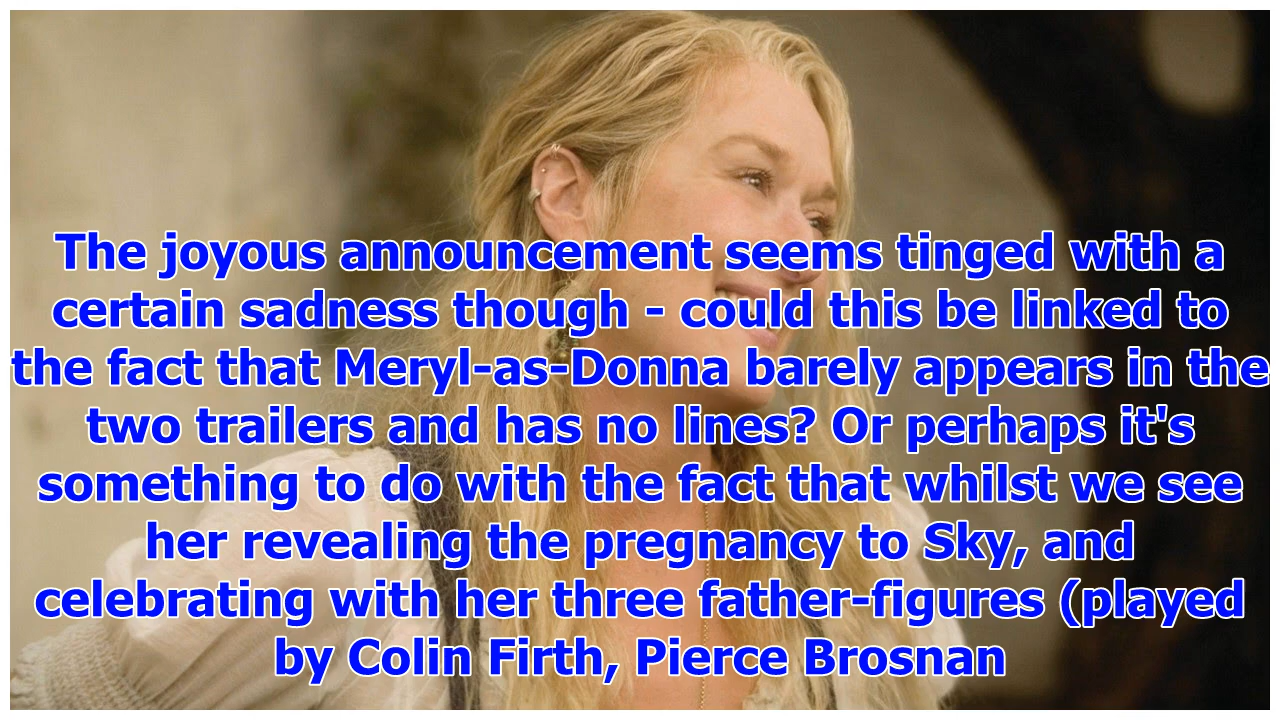 The joyous announcement seems tinged with a
certain sadness though - could this be linked to
the fact that Meryl-as-Donna barely appears in the
two trailers and has no lines? Or perhaps it's
something to do with the fact that whilst we see
her revealing the pregnancy to Sky, and
celebrating with her three father-figures (played
by Colin Firth, Pierce Brosnan